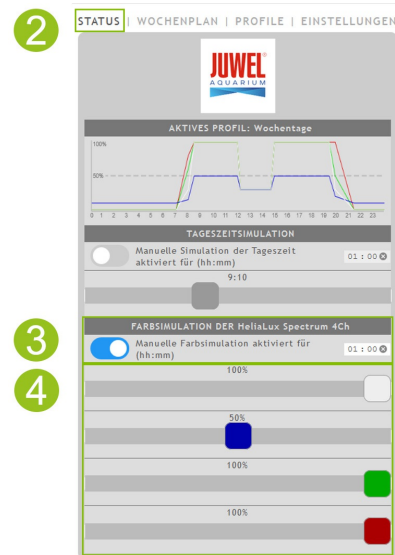 2
STATUS | WOCHENPLAN | PROFILE | EINSTELLUNGEN
JUWEL
AQUARIUM
AKTIVES PROFIL: Wochentage
100%
50%
0 1 2 3 4 5 6 7 8 9 10 11 12 13 14 15 16 17 18 19 20 21 22 23
TAGESZEITSIMULATION
Manuelle Simulation der Tageszeit
aktiviert für (hh:mm)
01 : 00
9:10
3
FARBSIMULATION DER HeliaLux Spectrum 4Ch
Manuelle Farbsimulation aktiviert für
(hh:mm)
01 : 00
4
100%
50%
100%
100%